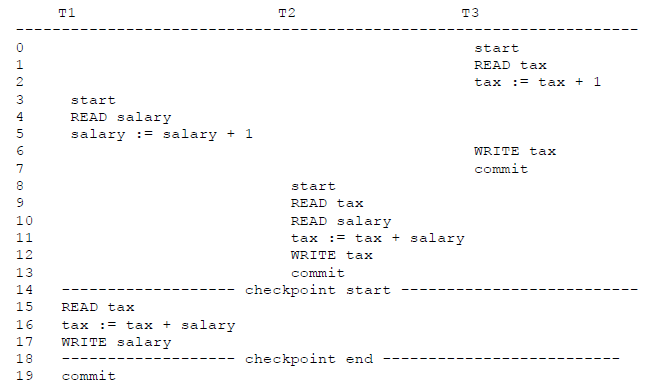 T1 T2 T3
--------------------------------------------------------------------
0 start
1 READ tax
2 tax := tax + 1
3 start
4 READ salary
5 salary := salary + 1
6 WRITE tax
7 commit
8 start
9 READ tax
10 READ salary
11 tax := tax + salary
12 WRITE tax
13 commit
14 ------------------- checkpoint start --------------------------
15 READ tax
16 tax := tax + salary
17 WRITE salary
18 ------------------- checkpoint end --------------------------
19 commit